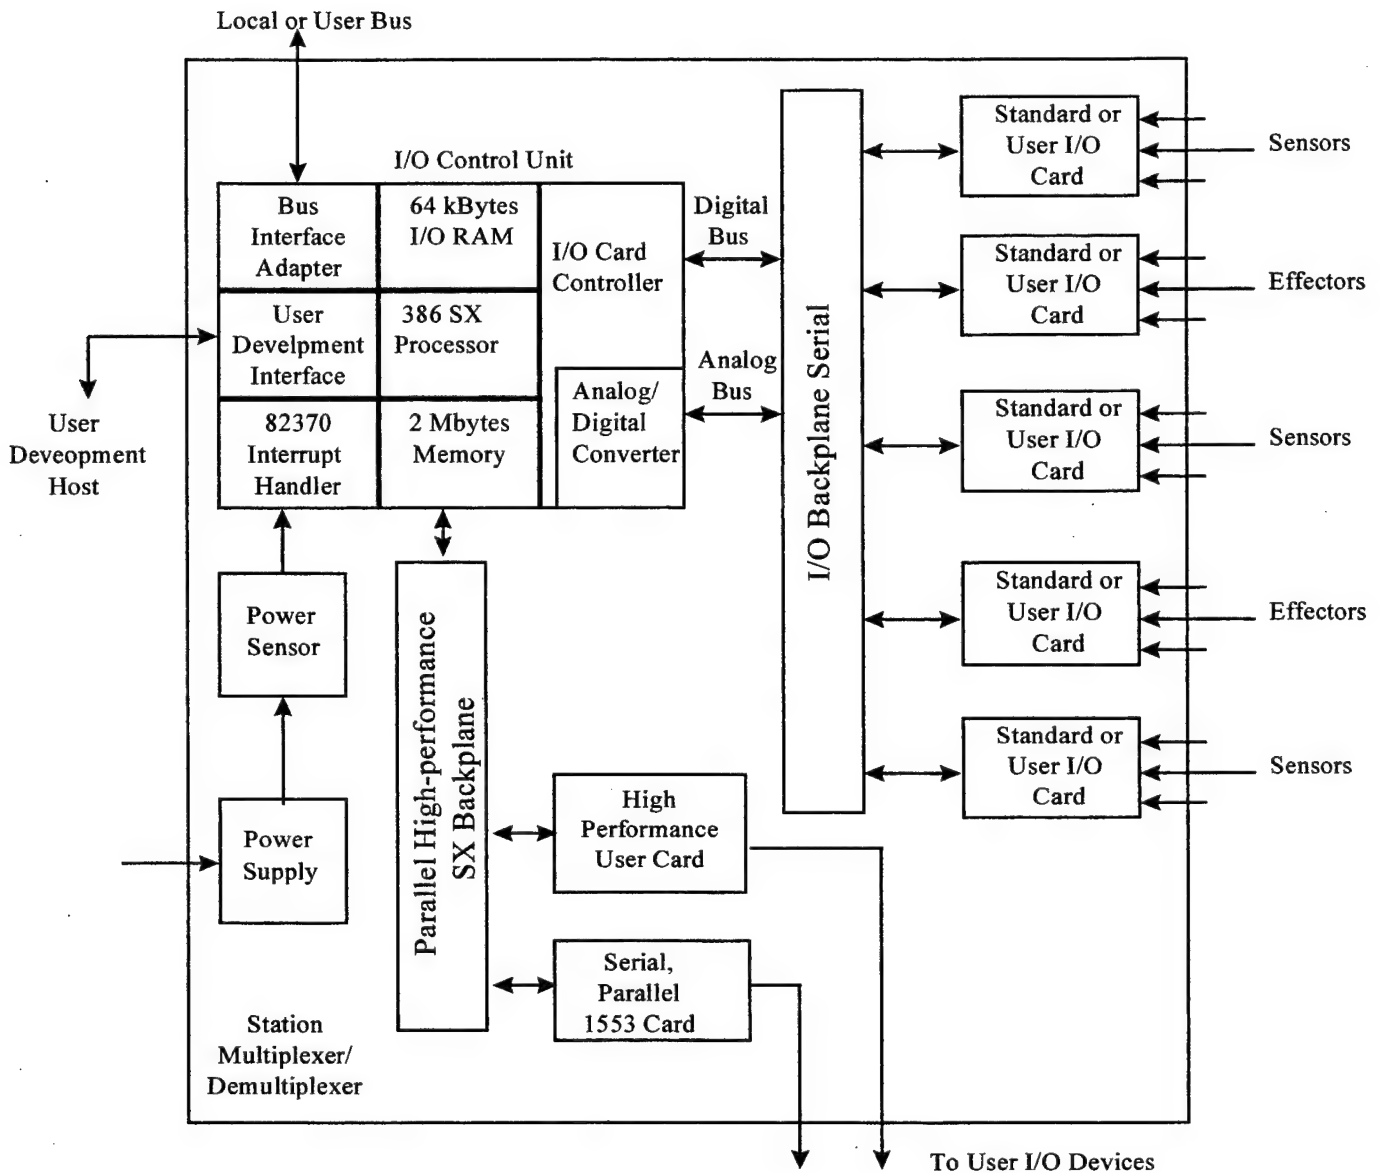 Local or User Bus
I/O Control Unit
Bus
Interface
Adapter
64 kBytes
I/O RAM
I/O Card
Controller
User
Develpment
Interface
386 SX
Processor
82370
Interrupt
Handler
2 Mbytes
Memory
Analog/
Digital
Converter
Digital
Bus
Analog
Bus
I/O Backplane Serial
Standard or
User I/O
Card
Sensors
Standard or
User I/O
Card
Effectors
Standard or
User I/O
Card
Sensors
Standard or
User I/O
Card
Effectors
Standard or
User I/O
Card
Sensors
User
Deveopment
Host
Power
Sensor
Power
Supply
Parallel High-performance
SX Backplane
High
Performance
User Card
Serial,
Parallel
1553 Card
Station
Multiplexer/
Demultiplexer
To User I/O Devices